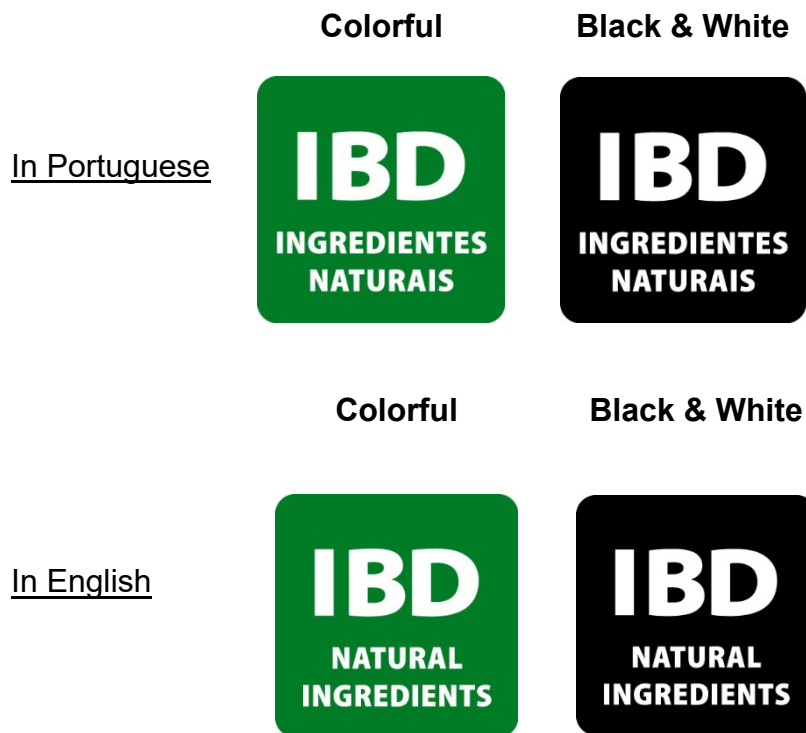 Colorful Black & White
In Portuguese
IBD
INGREDIENTES
NATURAIS
IBD
INGREDIENTES
NATURAIS
Colorful Black & White
In English
IBD
NATURAL
INGREDIENTS
IBD
NATURAL
INGREDIENTS